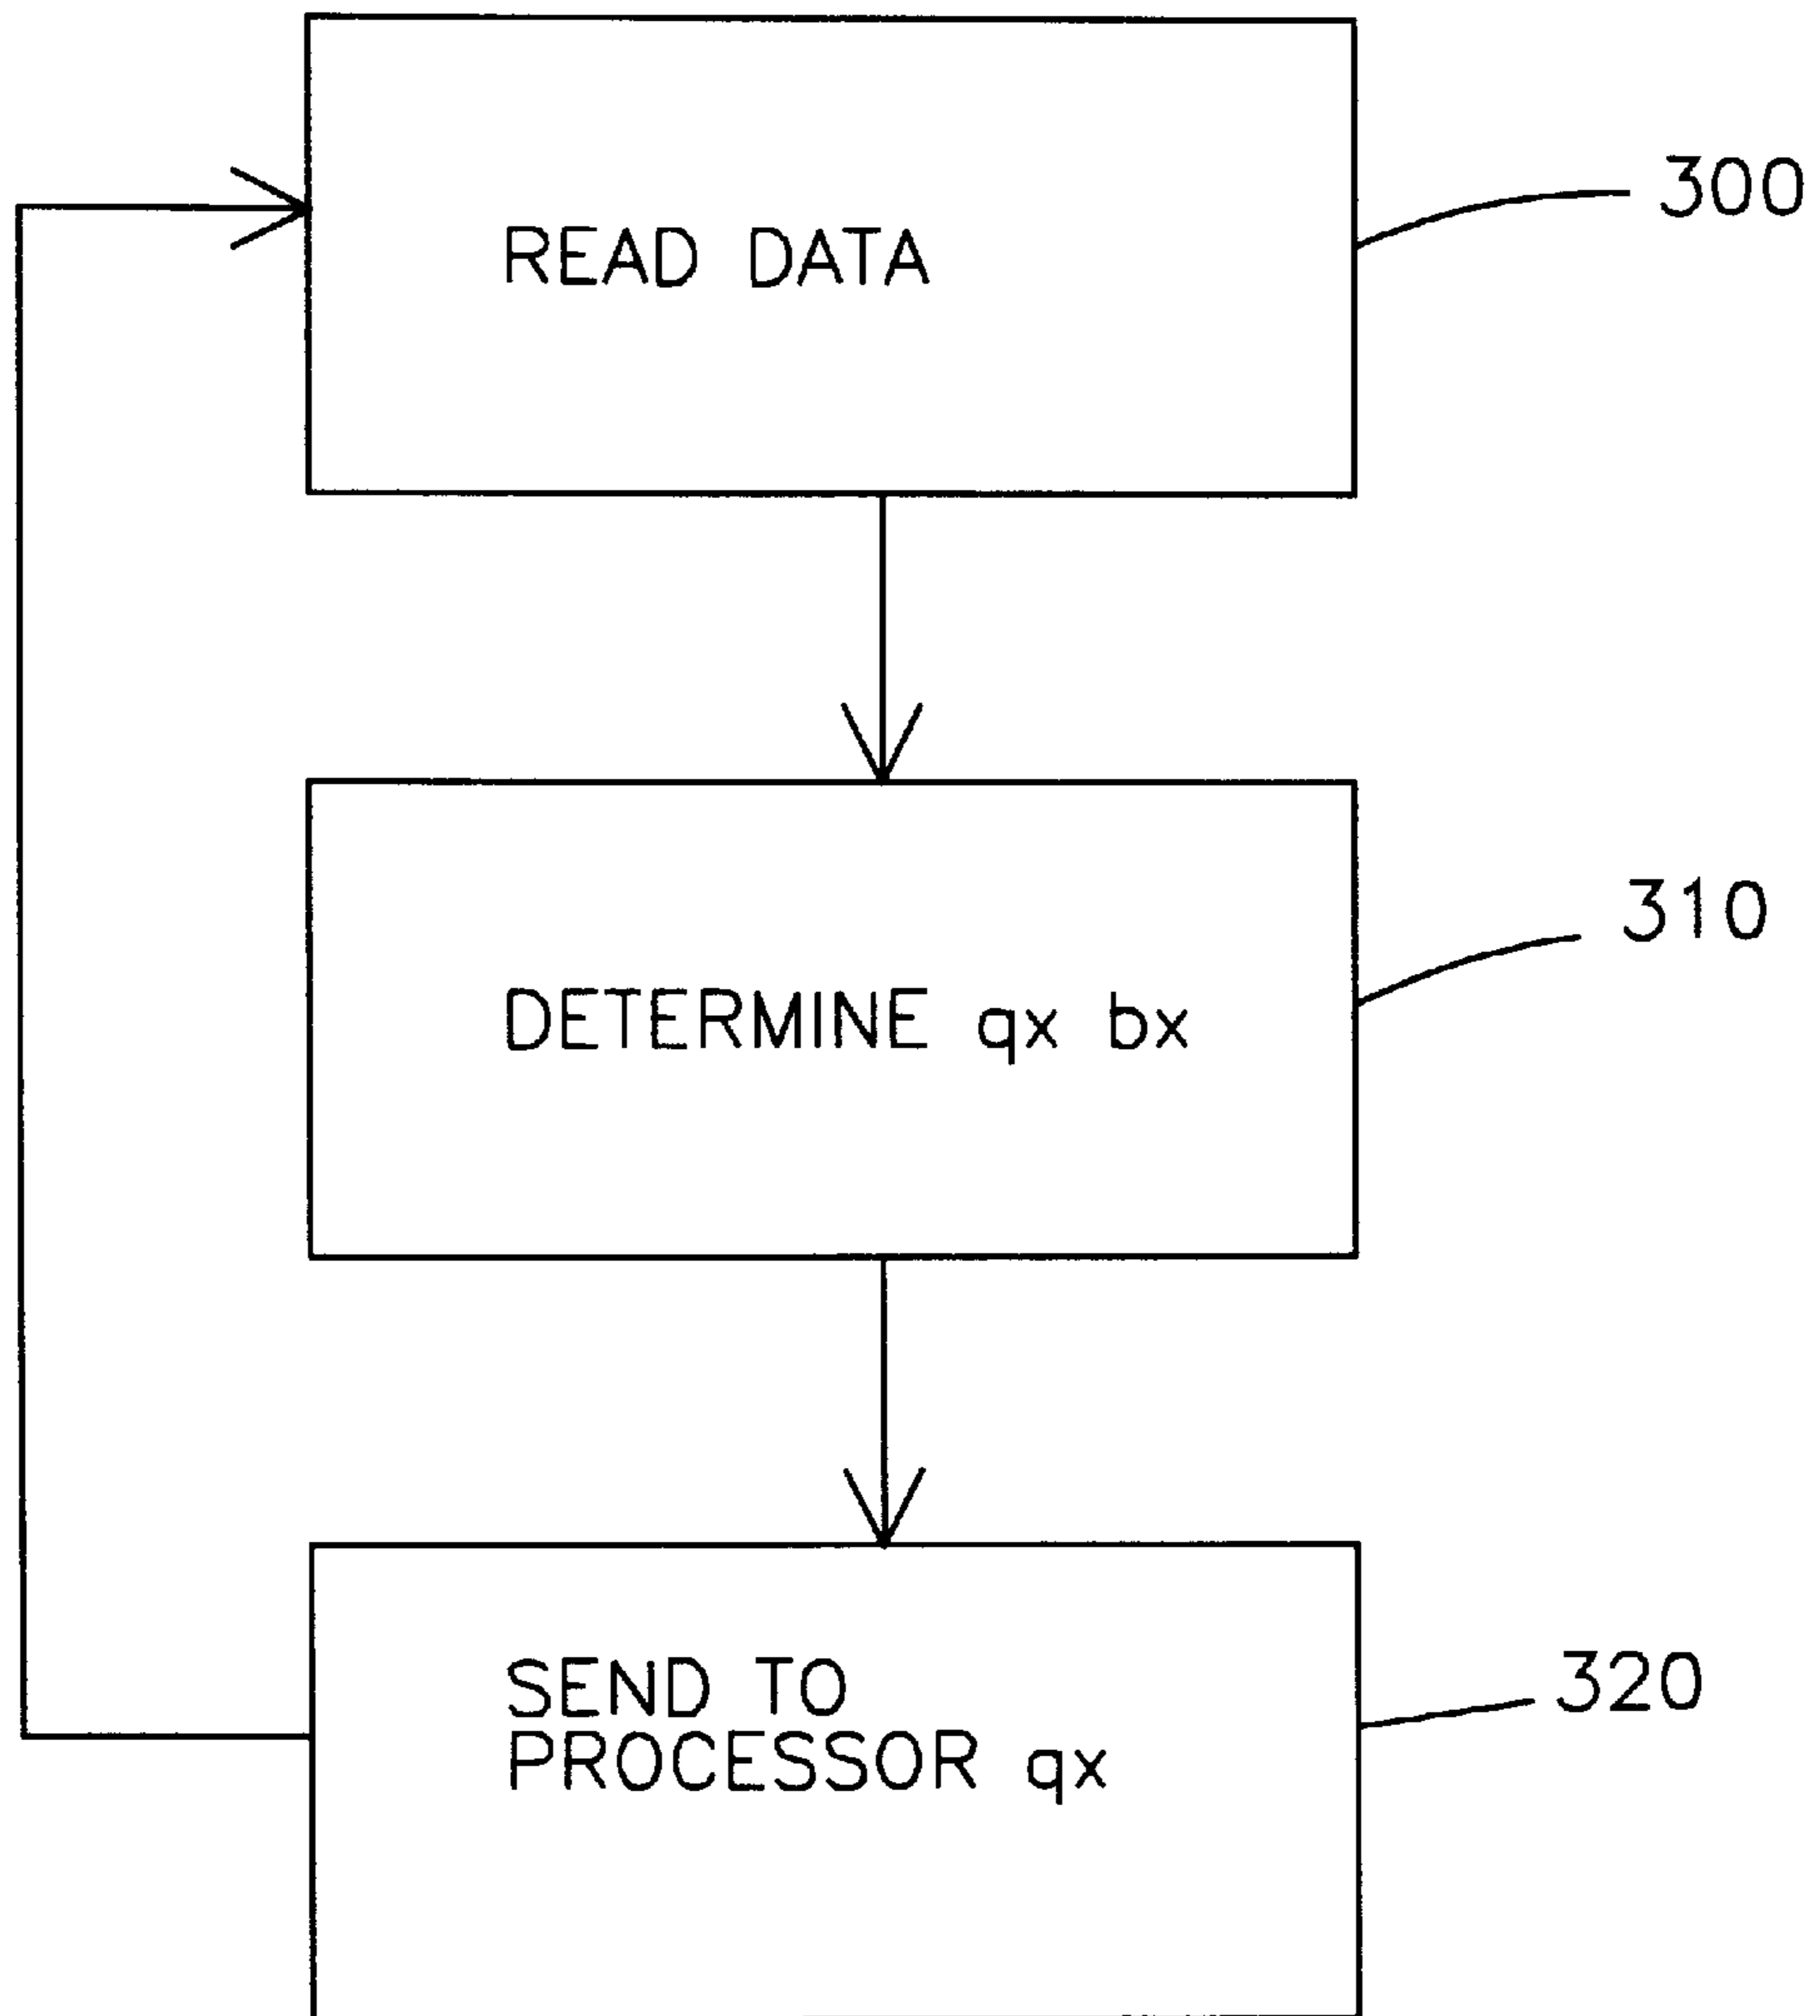 READ DATA
300
DETERMINE qx bx
310
SEND TO
PROCESSOR qx
320